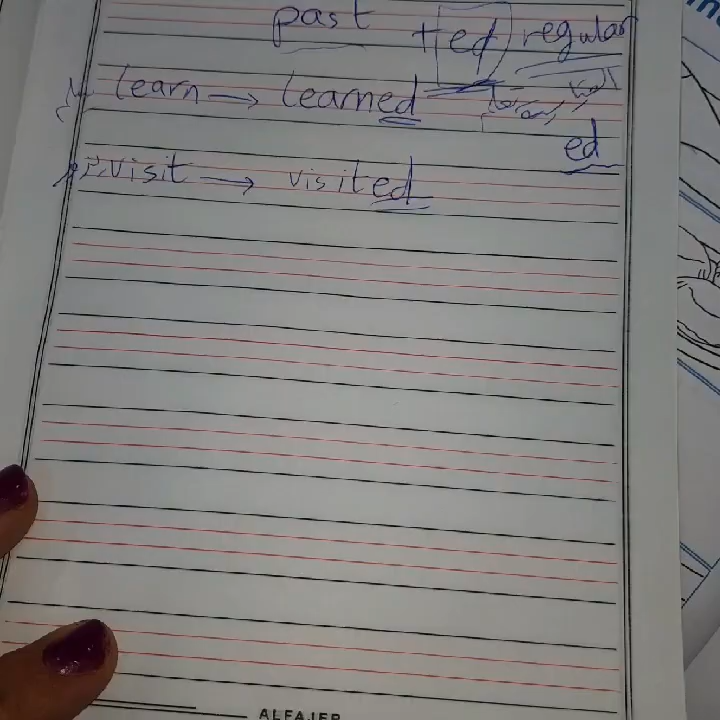 past +ed regular
learn → learned
ed
visit → visited
ALFAJER